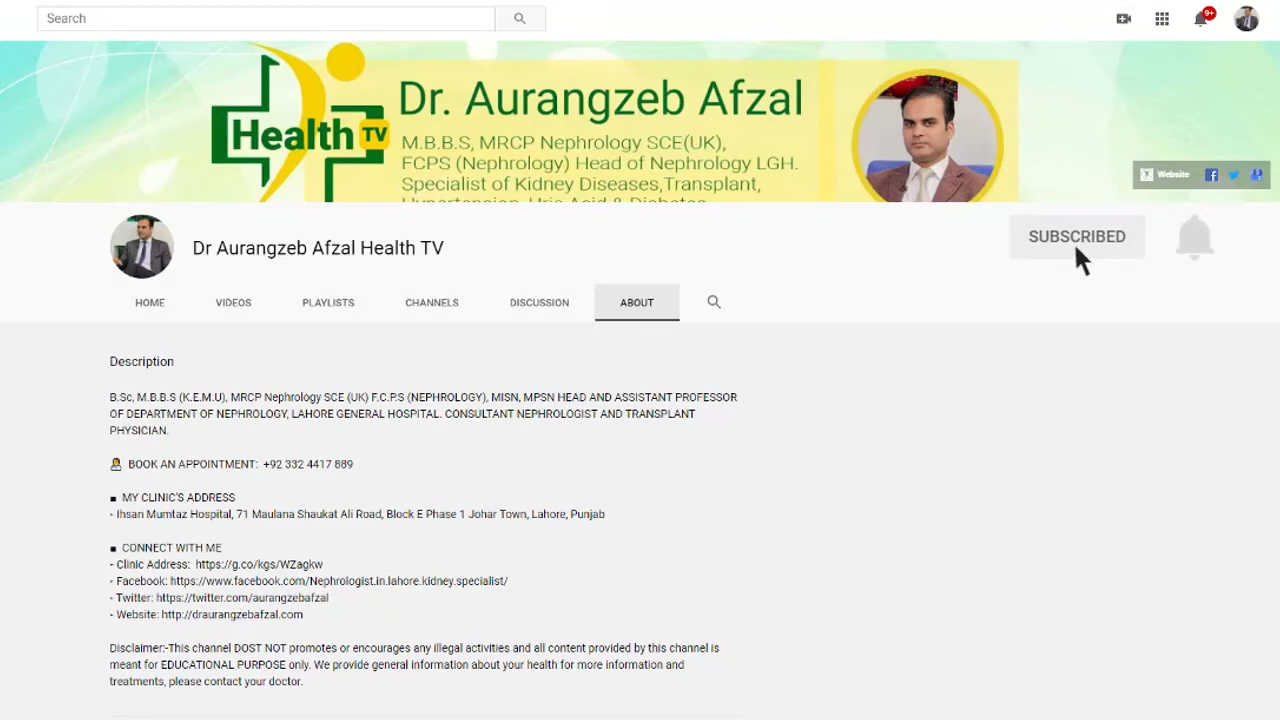 Search
9+
Health TV
Dr. Aurangzeb Afzal
M.B.B.S, MRCP Nephrology SCE(UK),
FCPS (Nephrology) Head of Nephrology LGH.
Specialist of Kidney Diseases,Transplant,
Hypertension, Uric Acid & Diabetes
Website
Dr Aurangzeb Afzal Health TV
SUBSCRIBED
HOME VIDEOS PLAYLISTS CHANNELS DISCUSSION ABOUT
Description
B.Sc, M.B.B.S (K.E.M.U), MRCP Nephrology SCE (UK) F.C.P.S (NEPHROLOGY), MISN, MPSN HEAD AND ASSISTANT PROFESSOR
OF DEPARTMENT OF NEPHROLOGY, LAHORE GENERAL HOSPITAL. CONSULTANT NEPHROLOGIST AND TRANSPLANT
PHYSICIAN.
BOOK AN APPOINTMENT: +92 332 4417 889
■ MY CLINIC'S ADDRESS
- Ihsan Mumtaz Hospital, 71 Maulana Shaukat Ali Road, Block E Phase 1 Johar Town, Lahore, Punjab
■ CONNECT WITH ME
- Clinic Address: https://g.co/kgs/WZagkw
- Facebook: https://www.facebook.com/Nephrologist.in.lahore.kidney.specialist/
- Twitter: https://twitter.com/aurangzebafzal
- Website: http://draurangzebafzal.com
Disclaimer:-This channel DOST NOT promotes or encourages any illegal activities and all content provided by this channel is
meant for EDUCATIONAL PURPOSE only. We provide general information about your health for more information and
treatments, please contact your doctor.